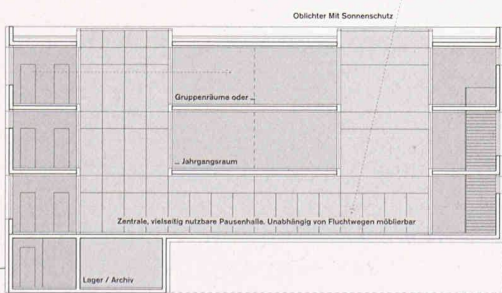 Oblichter Mit Sonnenschutz
Gruppenräume oder ..
.. Jahrgangsraum
Zentrale, vielseitig nutzbare Pausenhalle. Unabhängig von Fluchtwegen möblierbar
Lager / Archiv